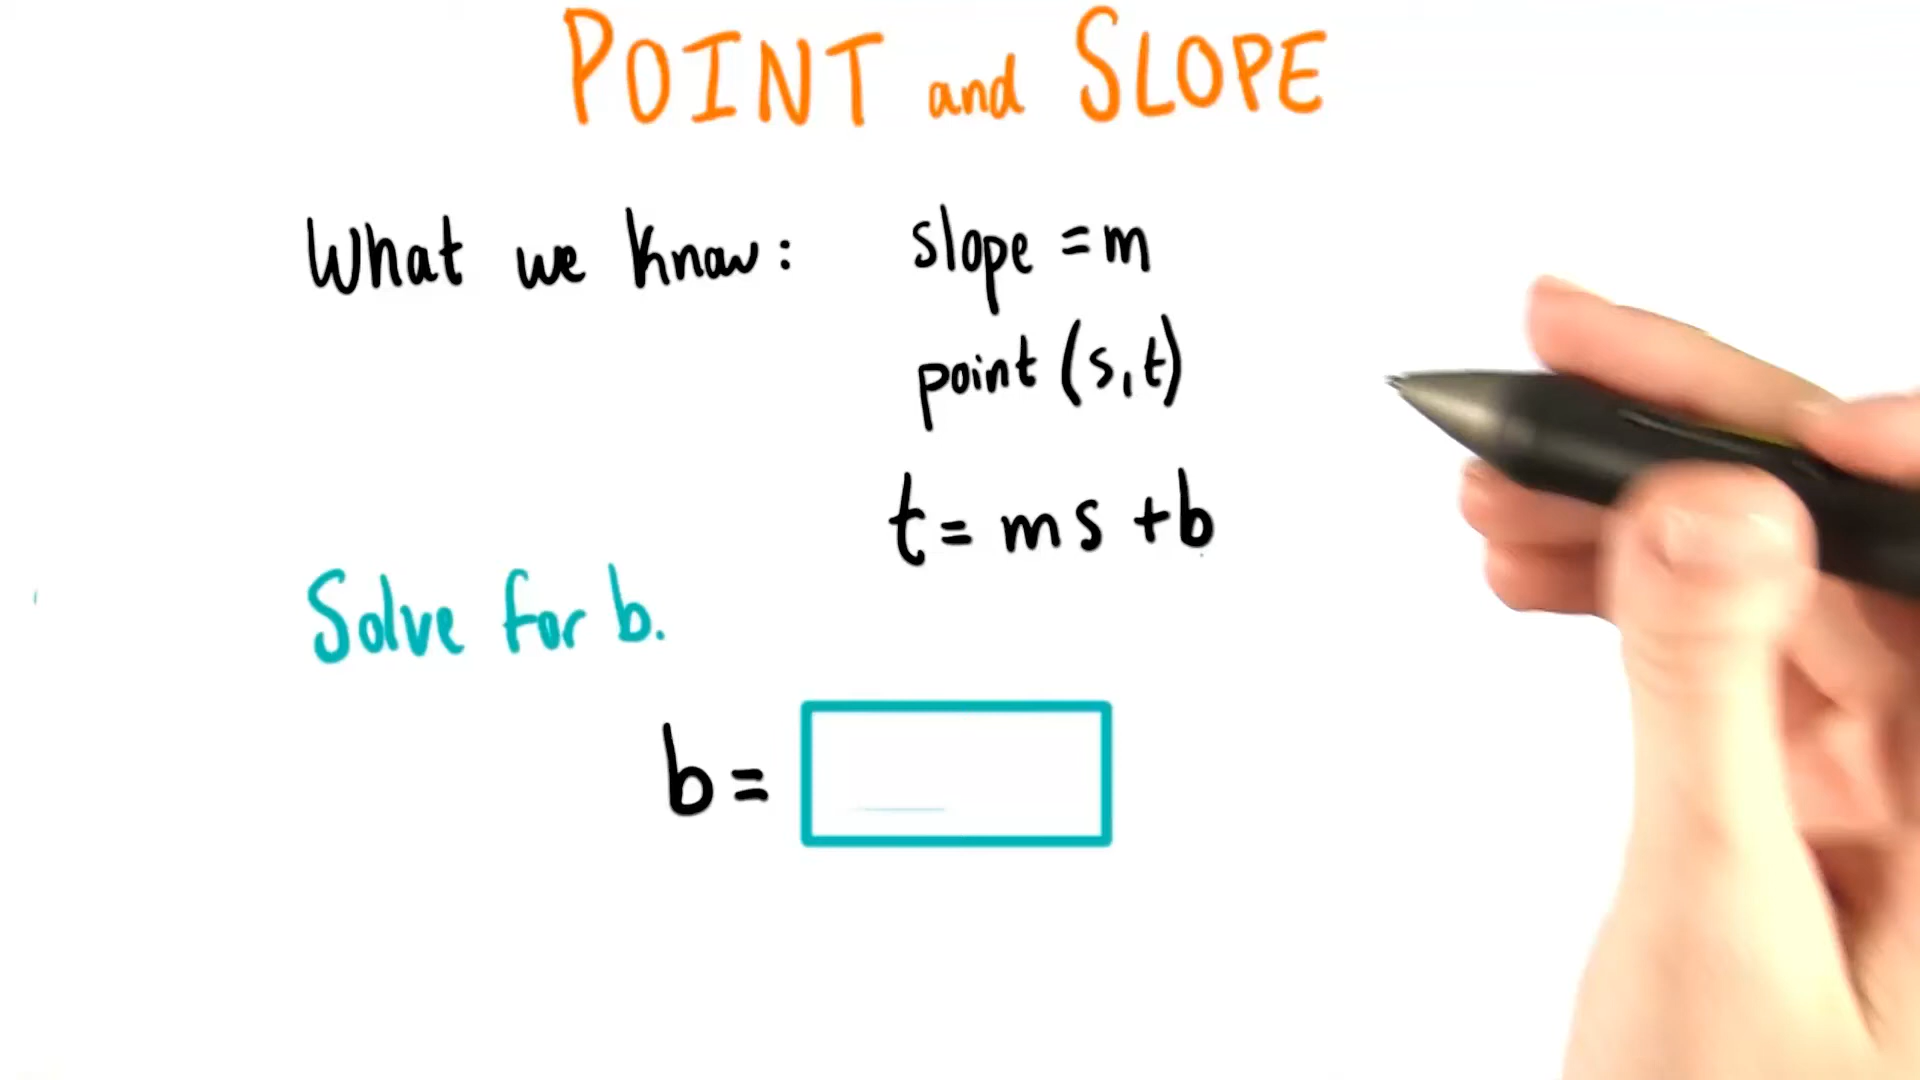 POINT and SLOPE
What we know: slope = m
point (s,t)
t = ms + b
Solve for b.
b =